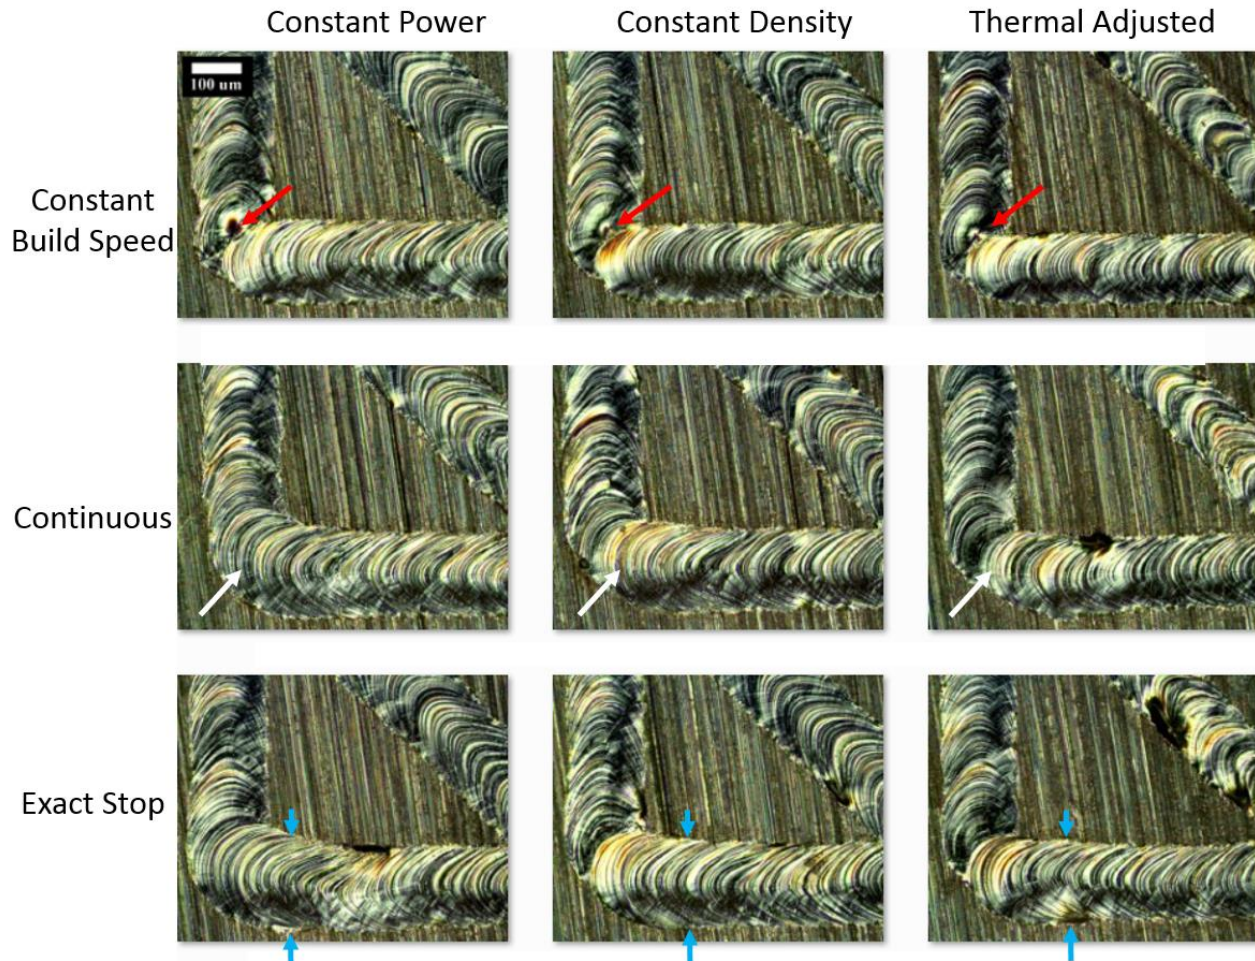 Constant Power
Constant Density
Thermal Adjusted
100 um
Constant
Build Speed
Continuous
Exact Stop